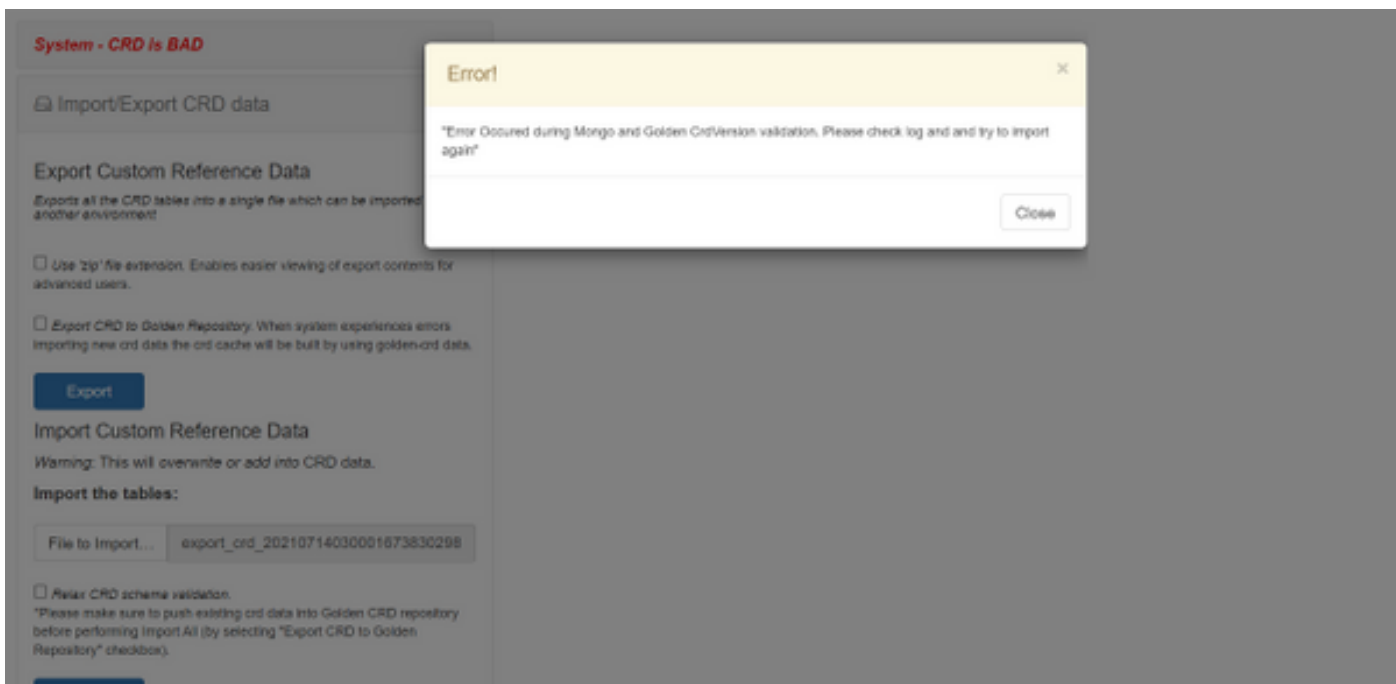 System - CRD is BAD
Import/Export CRD data
Export Custom Reference Data
Exports all the CRD tables into a single file which can be imported
another environment
Use 'zip' file extension. Enables easier viewing of export contents for
advanced users.
Export CRD to Golden Repository. When system experiences errors
importing new crd data the crd cache will be built by using golden-crd data.
Export
Import Custom Reference Data
Warning: This will overwrite or add into CRD data.
Import the tables:
File to Import... export_crd_20210714030001673830298
Relax CRD schema validation.
"Please make sure to push existing crd data into Golden CRD repository
before performing Import All (by selecting "Export CRD to Golden
Repository" checkbox).
Error!
×
"Error Occured during Mongo and Golden CrdVersion validation. Please check log and and try to import
again"
Close